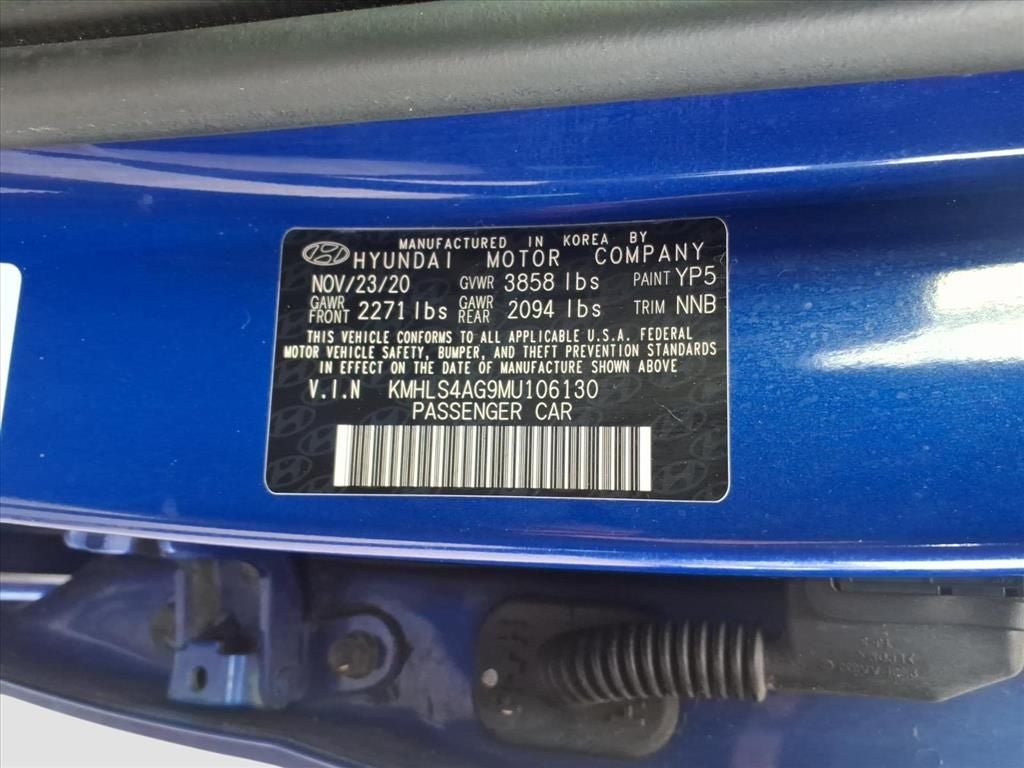 MANUFACTURED IN KOREA BY
HYUNDAI MOTOR COMPANY
NOV/23/20 GVWR 3858 lbs PAINT YP5
GAWR FRONT 2271 lbs GAWR REAR 2094 lbs TRIM NNB
THIS VEHICLE CONFORMS TO ALL APPLICABLE U.S.A. FEDERAL
MOTOR VEHICLE SAFETY, BUMPER, AND THEFT PREVENTION STANDARDS
IN EFFECT ON THE DATE OF MANUFACTURE SHOWN ABOVE
V.I.N KMHLS4AG9MU106130
PASSENGER CAR